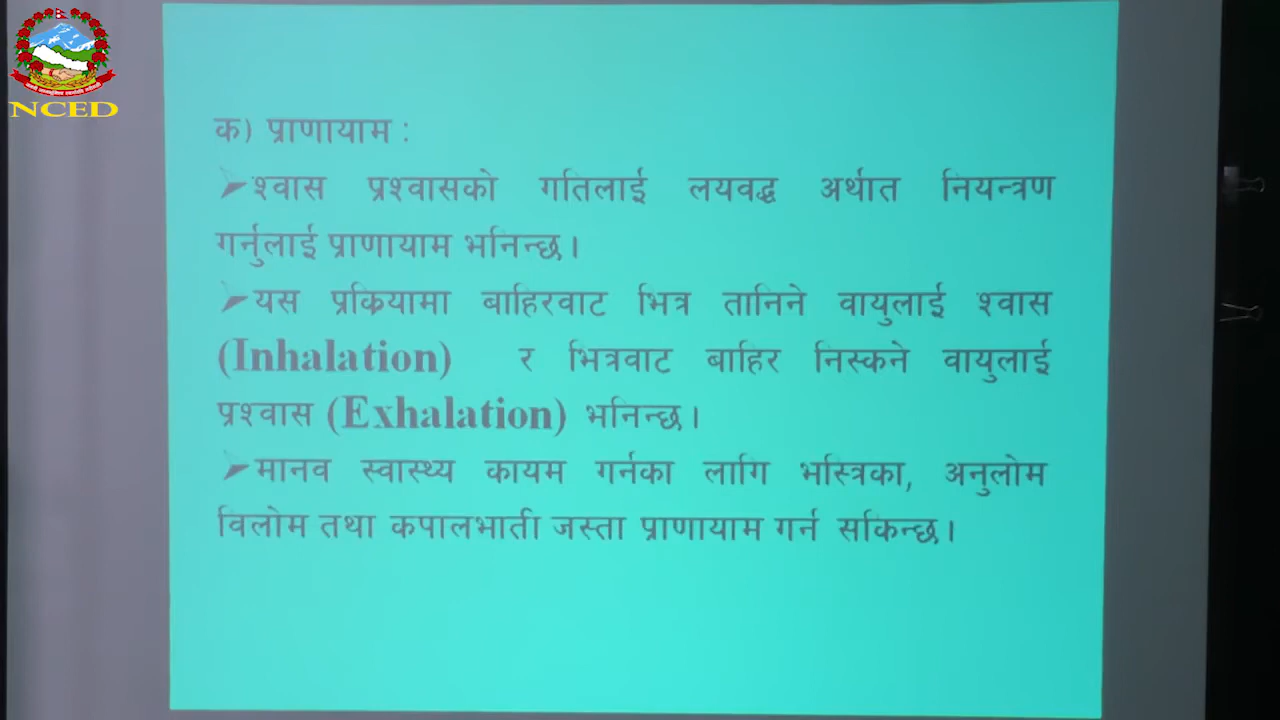 NCED
क) प्राणायाम :
➢श्वास प्रश्वासको गतिलाई लयवद्ध अर्थात नियन्त्रण
गर्नुलाई प्राणायाम भनिन्छ।
➢यस प्रक्रियामा बाहिरवाट भित्र तानिने वायुलाई श्वास
(Inhalation) र भित्रवाट बाहिर निस्कने वायुलाई
प्रश्वास (Exhalation) भनिन्छ।
➢मानव स्वास्थ्य कायम गर्नका लागि भस्त्रिका, अनुलोम
विलोम तथा कपालभाती जस्ता प्राणायाम गर्न सकिन्छ।